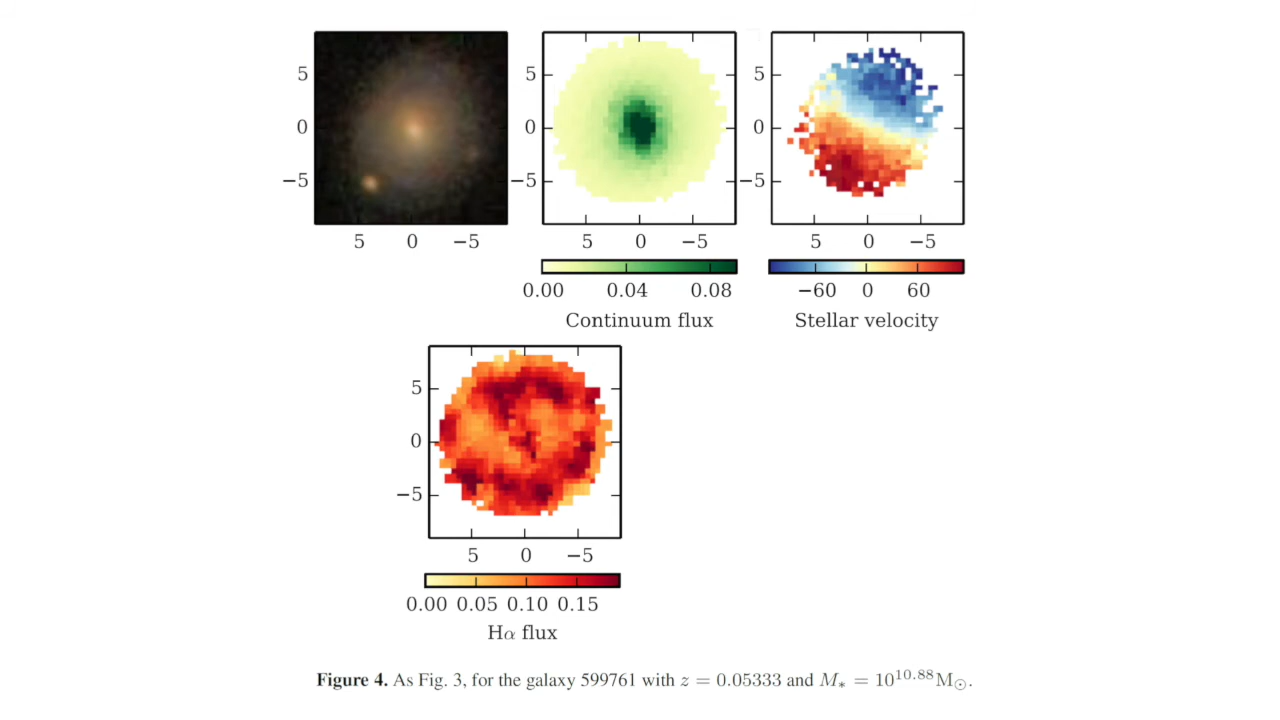 5
0
−5
5 0 −5
5
0
−5
5 0 −5
0.00 0.04 0.08
Continuum flux
5
0
−5
5 0 −5
−60 0 60
Stellar velocity
5
0
−5
5 0 −5
0.00 0.05 0.10 0.15
Hα flux
Figure 4. As Fig. 3, for the galaxy 599761 with z = 0.05333 and M∗ = 10^10.88 M⊙.